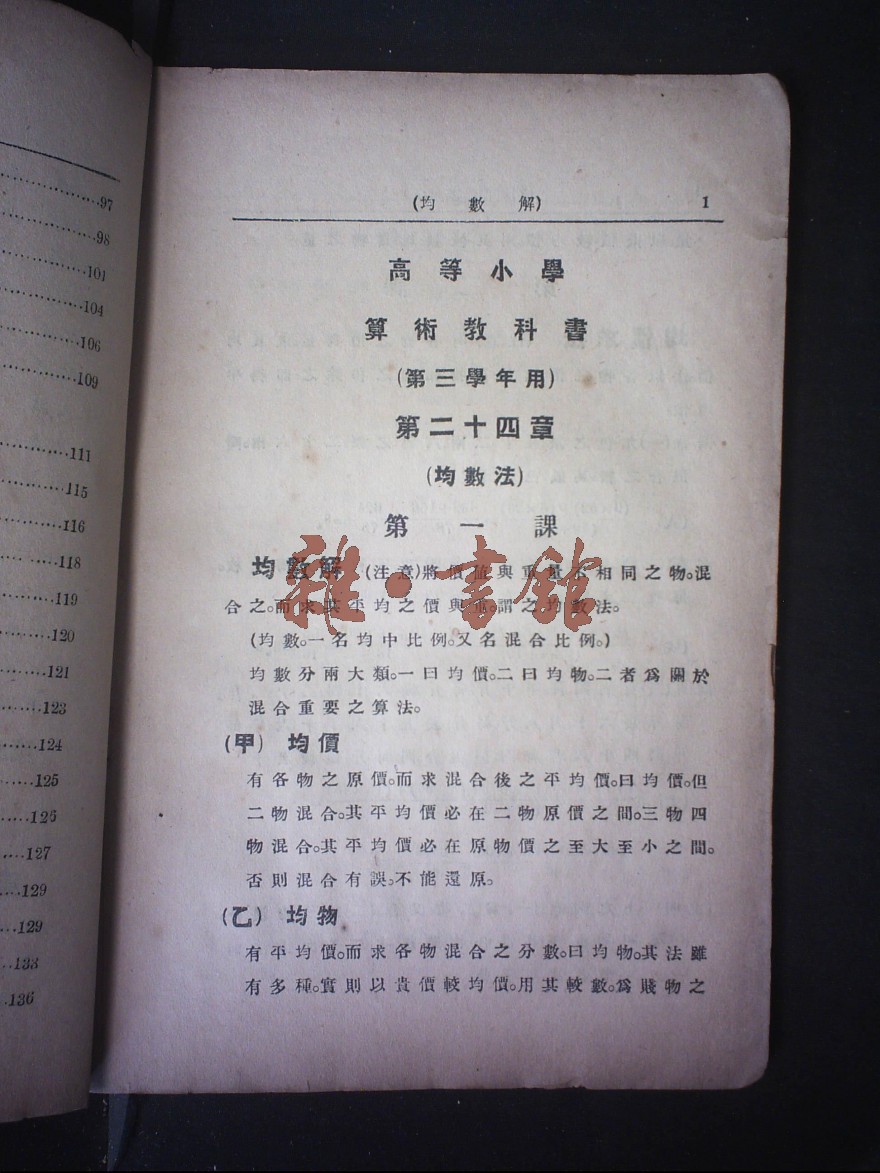 97
98
101
104
106
109
111
115
116
118
119
120
121
123
124
125
126
127
129
129
133
136
(均數解) 1
高等小學
算術教科書
(第三學年用)
第二十四章
(均數法)
第一課
均數解 (注意)將價值與重量不相同之物。混
合之。而求其平均之價與重。謂之均數法。
(均數。一名均中比例。又名混合比例。)
均數分兩大類。一曰均價。二曰均物。二者爲關於
混合重要之算法。
(甲) 均價
有各物之原價。而求混合後之平均價。曰均價。但
二物混合。其平均價必在二物原價之間。三物四
物混合。其平均價必在原物價之至大至小之間。
否則混合有誤。不能還原。
(乙) 均物
有平均價。而求各物混合之分數。曰均物。其法雖
有多種。實則以貴價較均價。用其較數。爲賤物之
雜·書館